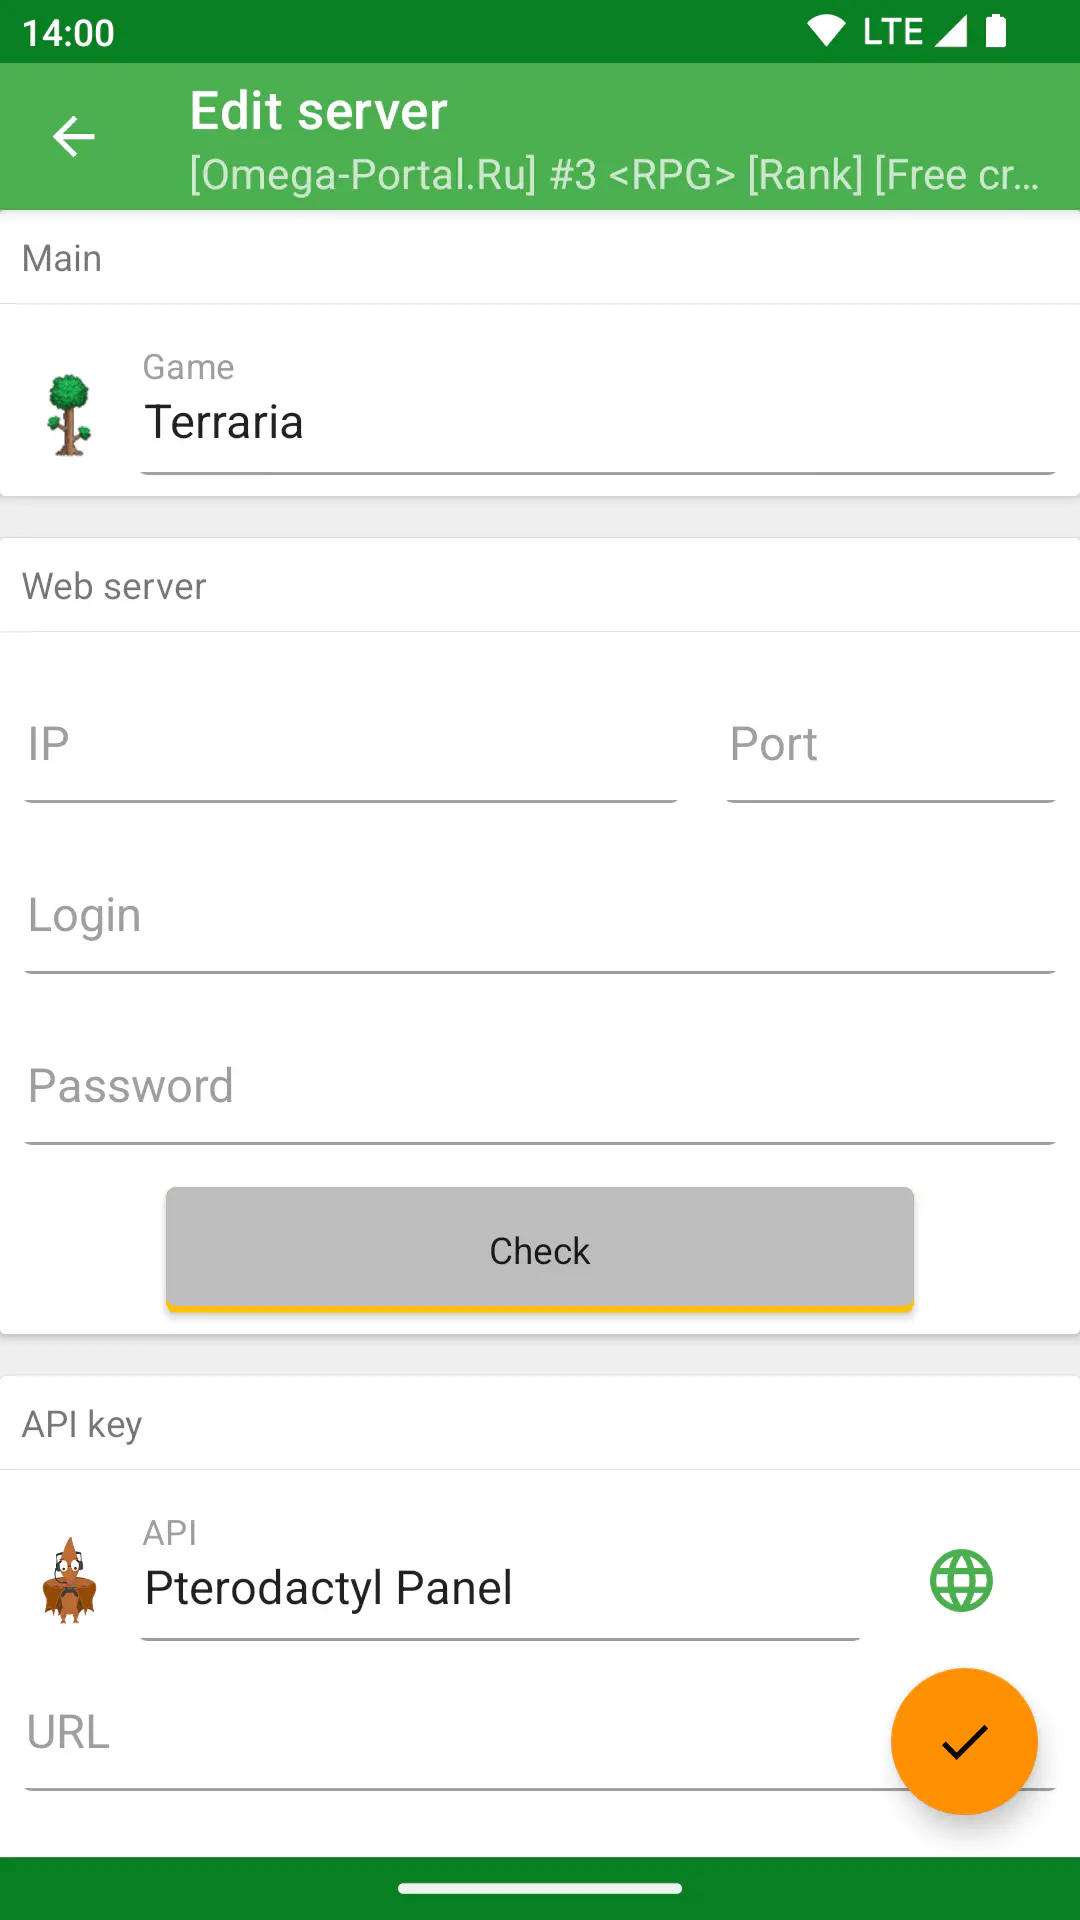 14:00
LTE
Edit server
[Omega-Portal.Ru] #3 <RPG> [Rank] [Free cr...
Main
Game
Terraria
Web server
IP
Port
Login
Password
Check
API key
API
Pterodactyl Panel
URL